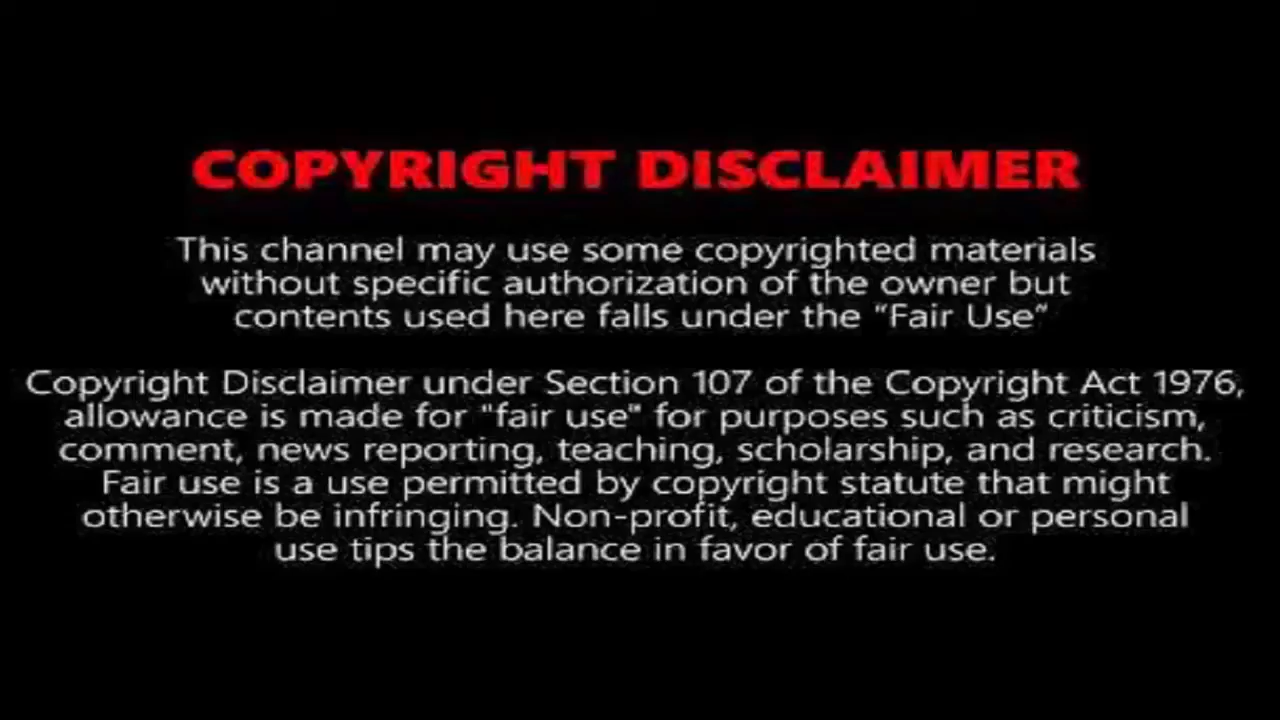 COPYRIGHT DISCLAIMER
This channel may use some copyrighted materials
without specific authorization of the owner but
contents used here falls under the “Fair Use”
Copyright Disclaimer under Section 107 of the Copyright Act 1976,
allowance is made for "fair use" for purposes such as criticism,
comment, news reporting, teaching, scholarship, and research.
Fair use is a use permitted by copyright statute that might
otherwise be infringing. Non-profit, educational or personal
use tips the balance in favor of fair use.